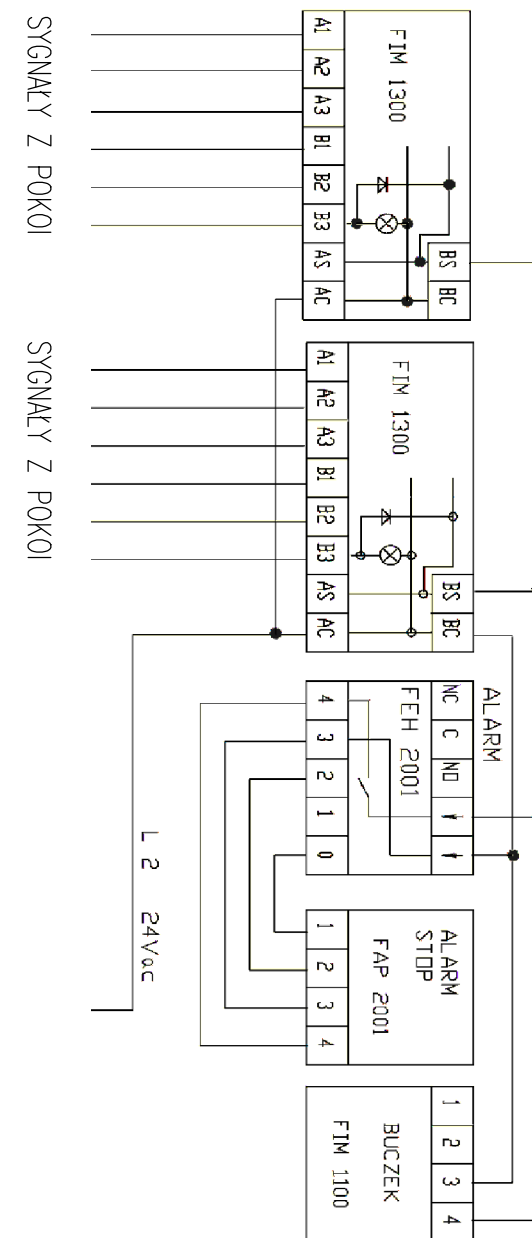 SYGNAŁY Z POKOI
FIM 1300
A1
A2
A3
B1
B2
B3
AS
AC
BS
BC
SYGNAŁY Z POKOI
FIM 1300
A1
A2
A3
B1
B2
B3
AS
AC
BS
BC
ALARM
NC
C
NO
FEH 2001
4
3
2
1
0
L 2 24Vac
ALARM
STOP
FAP 2001
1
2
3
4
1
2
3
4
BUCZEK
FIM 1100